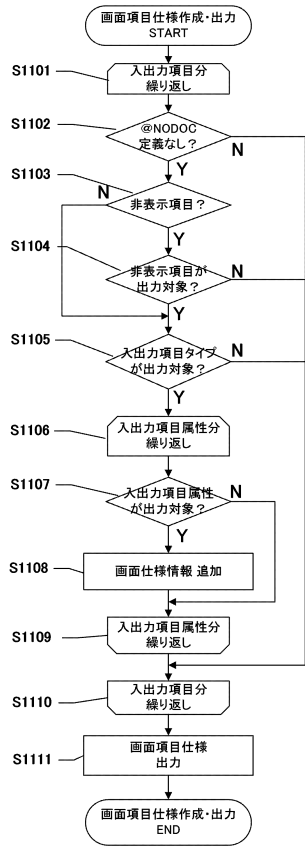 画面項目仕様作成・出力
START
S1101
入出力項目分
繰り返し
S1102
@NODOC
定義なし？
N
Y
S1103
N
非表示項目？
Y
S1104
非表示項目が
出力対象？
N
Y
S1105
入出力項目タイプ
が出力対象？
N
Y
S1106
入出力項目属性分
繰り返し
S1107
入出力項目属性
が出力対象？
N
Y
S1108
画面仕様情報 追加
S1109
入出力項目属性分
繰り返し
S1110
入出力項目分
繰り返し
S1111
画面項目仕様
出力
画面項目仕様作成・出力
END